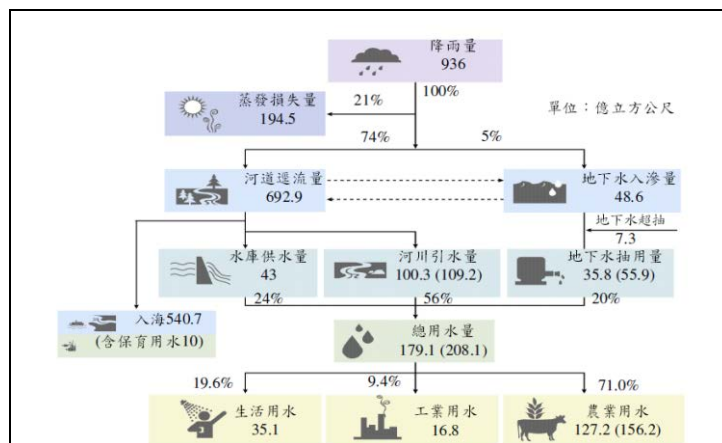 降雨量
936
100%
21%
蒸發損失量
194.5
單位：億立方公尺
74%
5%
河道逕流量
692.9
地下水入滲量
48.6
地下水超抽
7.3
水庫供水量
43
河川引水量
100.3 (109.2)
地下水抽用量
35.8 (55.9)
24%
56%
20%
入海540.7
(含保育用水10)
總用水量
179.1 (208.1)
19.6%
9.4%
71.0%
生活用水
35.1
工業用水
16.8
農業用水
127.2 (156.2)